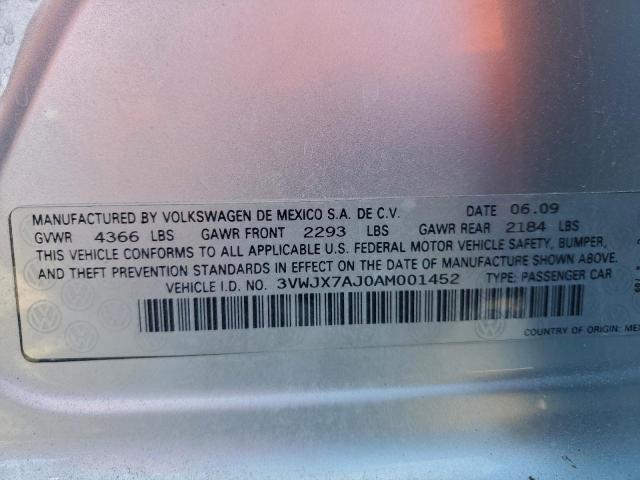 MANUFACTURED BY VOLKSWAGEN DE MEXICO S.A. DE C.V. DATE 06.09
GVWR 4366 LBS GAWR FRONT 2293 LBS GAWR REAR 2184 LBS
THIS VEHICLE CONFORMS TO ALL APPLICABLE U.S. FEDERAL MOTOR VEHICLE SAFETY, BUMPER,
AND THEFT PREVENTION STANDARDS IN EFFECT ON THE DATE OF MANUFACTURE SHOWN ABOVE.
VEHICLE I.D. NO. 3VWJX7AJ0AM001452 TYPE: PASSENGER CAR
COUNTRY OF ORIGIN: